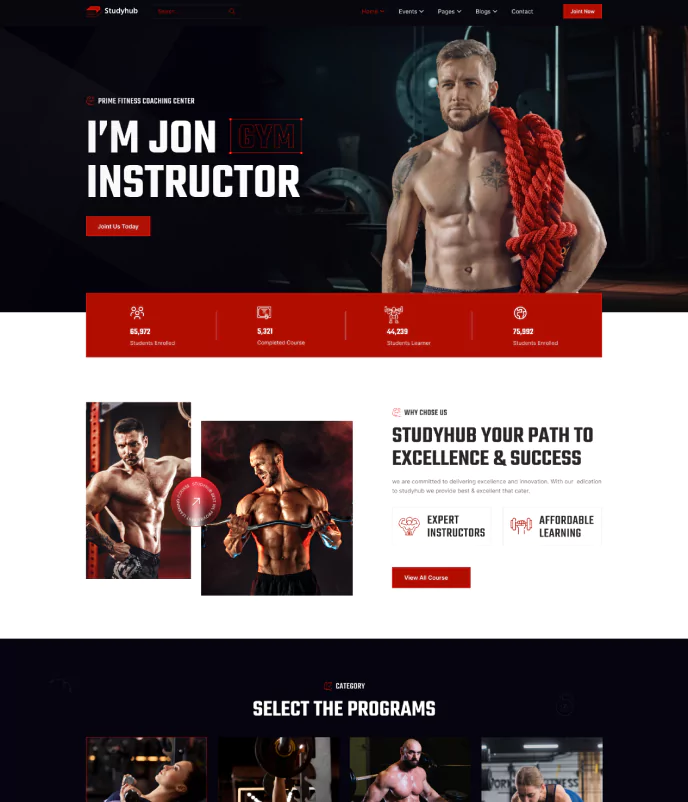 Studyhub
Search
Home
Events
Pages
Blogs
Contact
Joint Now
PRIME FITNESS COACHING CENTER
I'M JON GYM
INSTRUCTOR
Joint Us Today
65,972
Students Enrolled
5,321
Completed Course
44,239
Students Learner
75,992
Students Enrolled
WHY CHOSE US
STUDYHUB YOUR PATH TO
EXCELLENCE & SUCCESS
we are committed to delivering excellence and innovation. With our adication
to studyhub we provide best & excellent that cater.
EXPERT
INSTRUCTORS
AFFORDABLE
LEARNING
View All Course
CATEGORY
SELECT THE PROGRAMS